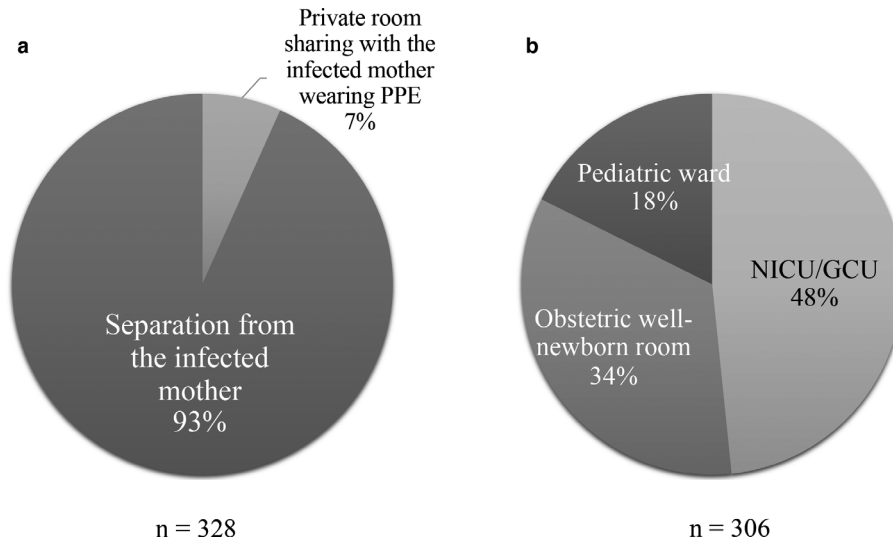 a
Private room
sharing with the
infected mother
wearing PPE
7%
Separation from
the infected
mother
93%
n = 328
b
Pediatric ward
18%
NICU/GCU
48%
Obstetric well-
newborn room
34%
n = 306